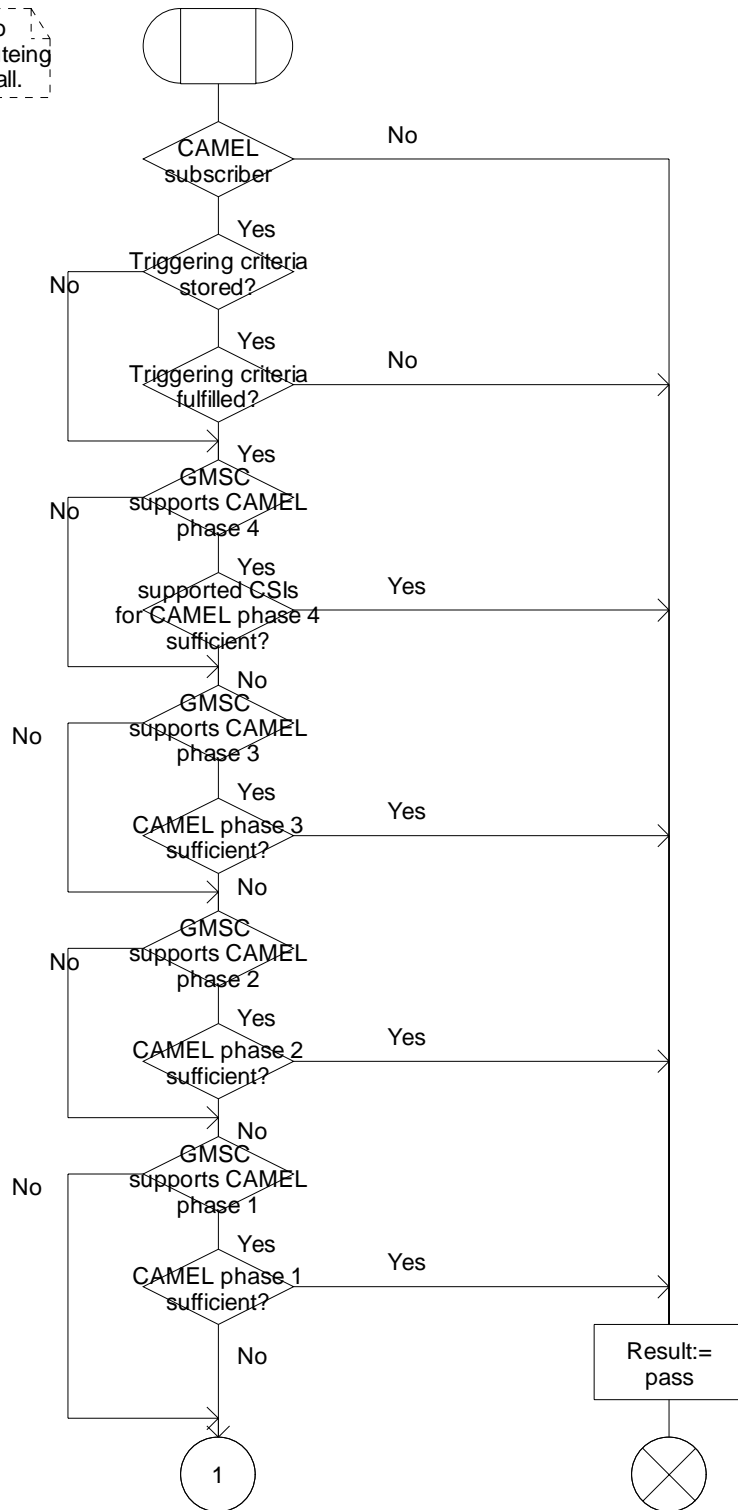 all.
CAMEL
subscriber
No
Yes
Triggering criteria
stored?
No
Yes
Triggering criteria
fulfilled?
No
Yes
GMSC
supports CAMEL
phase 4
No
Yes
supported CSIs
for CAMEL phase 4
sufficient?
Yes
No
GMSC
supports CAMEL
phase 3
No
Yes
CAMEL phase 3
sufficient?
Yes
No
GMSC
supports CAMEL
phase 2
No
Yes
CAMEL phase 2
sufficient?
Yes
No
GMSC
supports CAMEL
phase 1
No
Yes
CAMEL phase 1
sufficient?
Yes
No
Result:=
pass
1